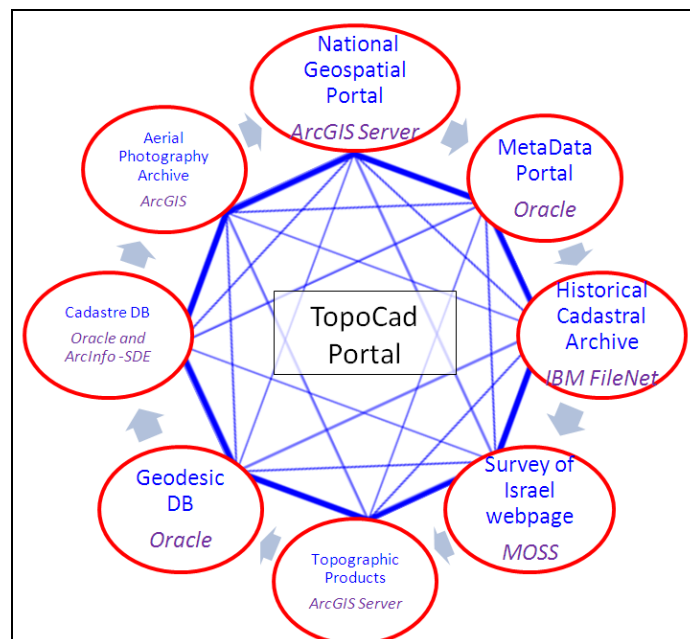 National
Geospatial
Portal
ArcGIS Server
MetaData
Portal
Oracle
Historical
Cadastral
Archive
IBM FileNet
Survey of
Israel
webpage
MOSS
Topographic
Products
ArcGIS Server
Geodesic
DB
Oracle
Cadastre DB
Oracle and
ArcInfo -SDE
Aerial
Photography
Archive
ArcGIS
TopoCad
Portal